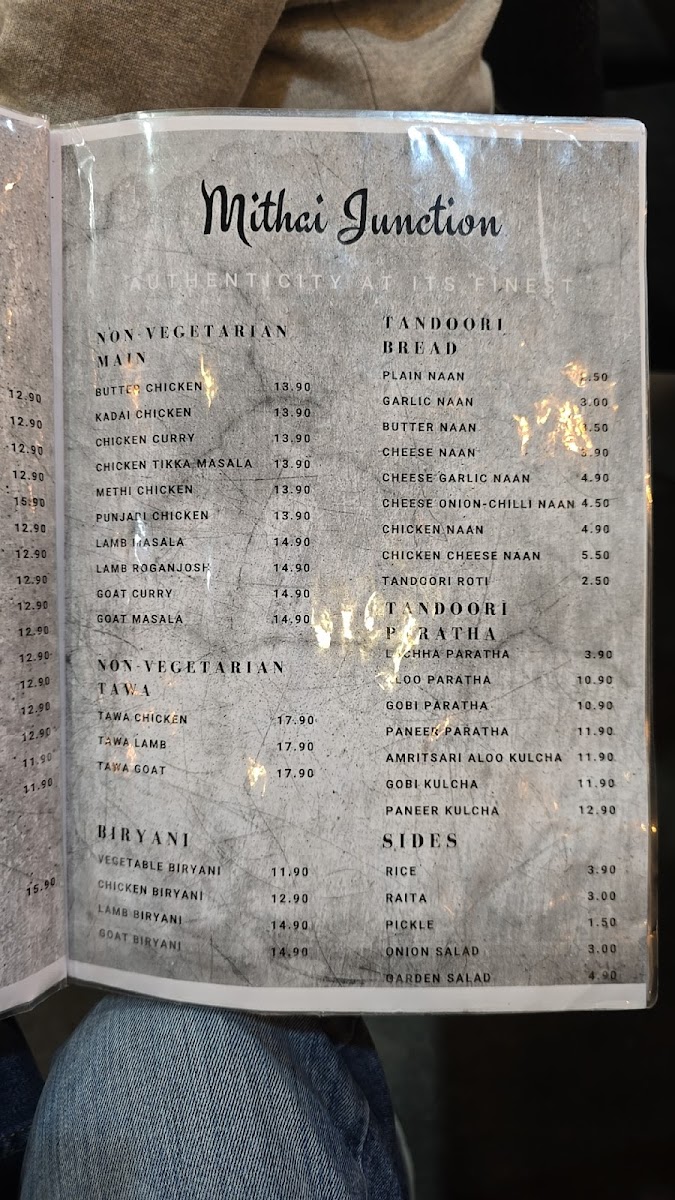 12.90
12.90
12.90
12.90
15.90
12.90
12.90
12.90
12.90
12.90
12.90
12.90
12.90
12.90
11.90
11.90
15.90
Mithai Junction
AUTHENTICITY AT ITS FINEST
NON-VEGETARIAN
MAIN
BUTTER CHICKEN 13.90
KADAI CHICKEN 13.90
CHICKEN CURRY 13.90
CHICKEN TIKKA MASALA 13.90
METHI CHICKEN 13.90
PUNJABI CHICKEN 13.90
LAMB MASALA 14.90
LAMB ROGANJOSH 14.90
GOAT CURRY 14.90
GOAT MASALA 14.90
NON-VEGETARIAN
TAWA
TAWA CHICKEN 17.90
TAWA LAMB 17.90
TAWA GOAT 17.90
BIRYANI
VEGETABLE BIRYANI 11.90
CHICKEN BIRYANI 12.90
LAMB BIRYANI 14.90
GOAT BIRYANI 14.90
TANDOORI
BREAD
PLAIN NAAN
GARLIC NAAN 3.00
BUTTER NAAN
CHEESE NAAN 3.90
CHEESE GARLIC NAAN 4.90
CHEESE ONION-CHILLI NAAN 4.50
CHICKEN NAAN 4.90
CHICKEN CHEESE NAAN 5.50
TANDOORI ROTI 2.50
TANDOORI
PARATHA
LACHHA PARATHA 3.90
ALOO PARATHA 10.90
GOBI PARATHA 10.90
PANEER PARATHA 11.90
AMRITSARI ALOO KULCHA 11.90
GOBI KULCHA 11.90
PANEER KULCHA 12.90
SIDES
RICE 3.90
RAITA 3.00
PICKLE 1.50
ONION SALAD 3.00
GARDEN SALAD 4.90